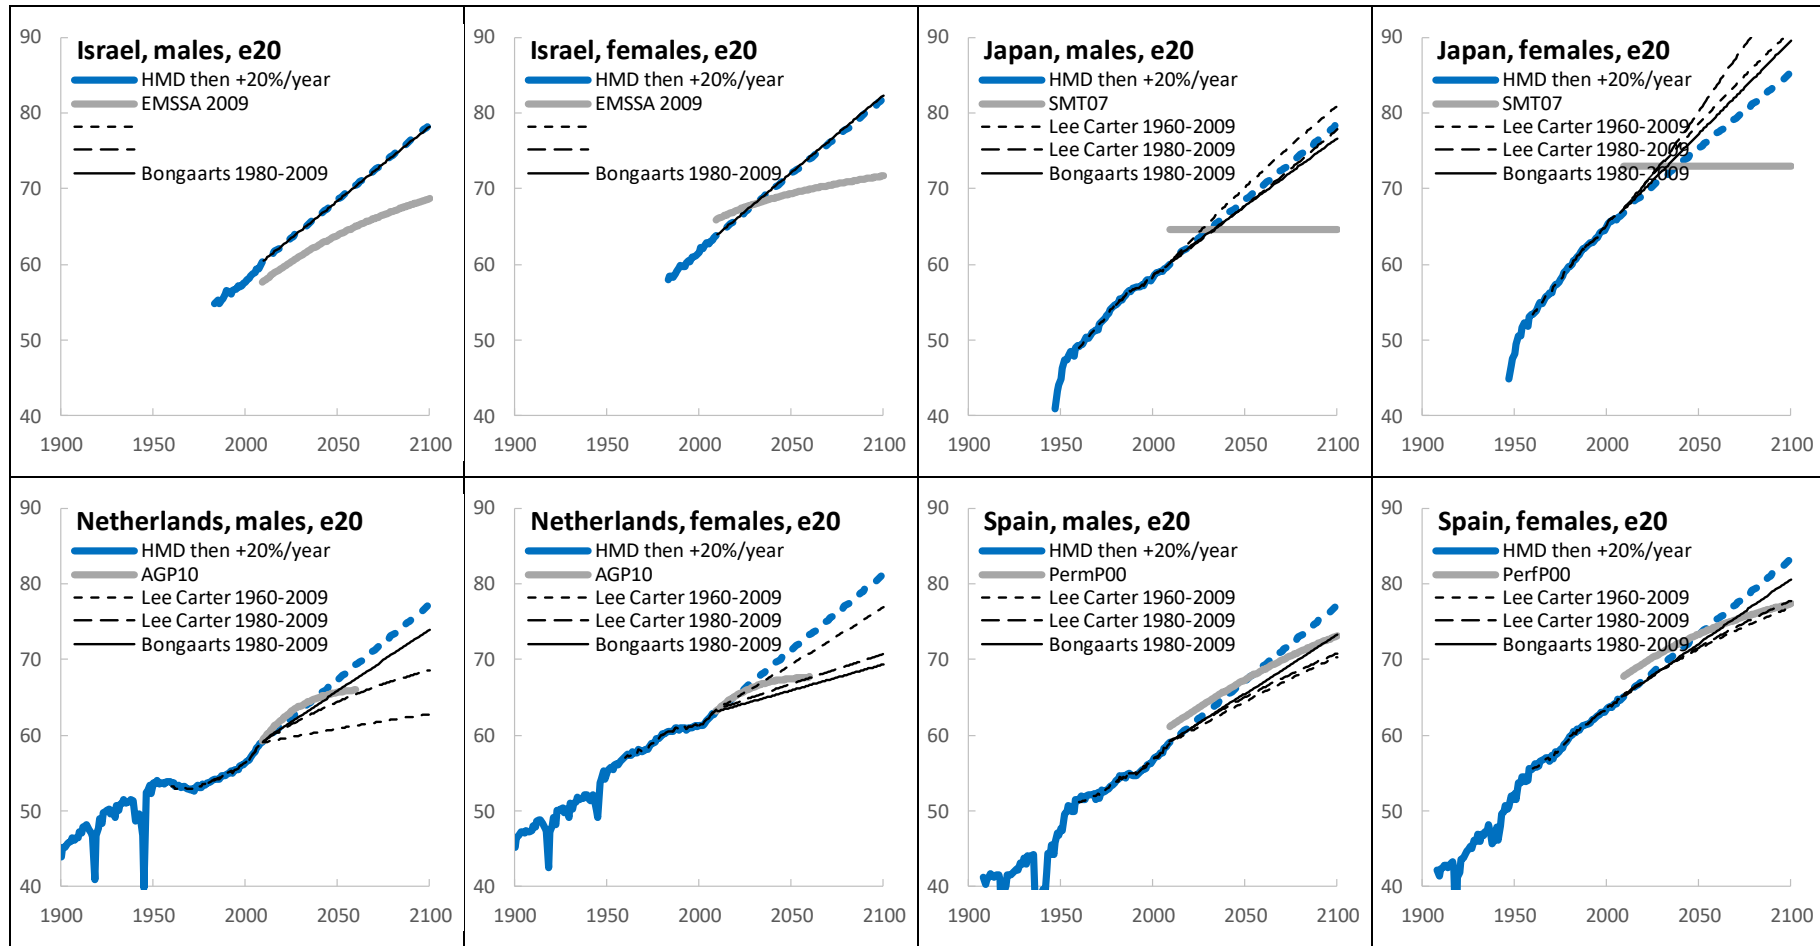 Israel, males, e20
HMD then +20%/year
EMSSA 2009
Bongaarts 1980-2009
90
80
70
60
50
40
1900 1950 2000 2050 2100
Israel, females, e20
HMD then +20%/year
EMSSA 2009
Bongaarts 1980-2009
90
80
70
60
50
40
1900 1950 2000 2050 2100
Japan, males, e20
HMD then +20%/year
SMT07
Lee Carter 1960-2009
Lee Carter 1980-2009
Bongaarts 1980-2009
90
80
70
60
50
40
1900 1950 2000 2050 2100
Japan, females, e20
HMD then +20%/year
SMT07
Lee Carter 1960-2009
Lee Carter 1980-2009
Bongaarts 1980-2009
90
80
70
60
50
40
1900 1950 2000 2050 2100
Netherlands, males, e20
HMD then +20%/year
AGP10
Lee Carter 1960-2009
Lee Carter 1980-2009
Bongaarts 1980-2009
90
80
70
60
50
40
1900 1950 2000 2050 2100
Netherlands, females, e20
HMD then +20%/year
AGP10
Lee Carter 1960-2009
Lee Carter 1980-2009
Bongaarts 1980-2009
90
80
70
60
50
40
1900 1950 2000 2050 2100
Spain, males, e20
HMD then +20%/year
PermP00
Lee Carter 1960-2009
Lee Carter 1980-2009
Bongaarts 1980-2009
90
80
70
60
50
40
1900 1950 2000 2050 2100
Spain, females, e20
HMD then +20%/year
PerfP00
Lee Carter 1960-2009
Lee Carter 1980-2009
Bongaarts 1980-2009
90
80
70
60
50
40
1900 1950 2000 2050 2100